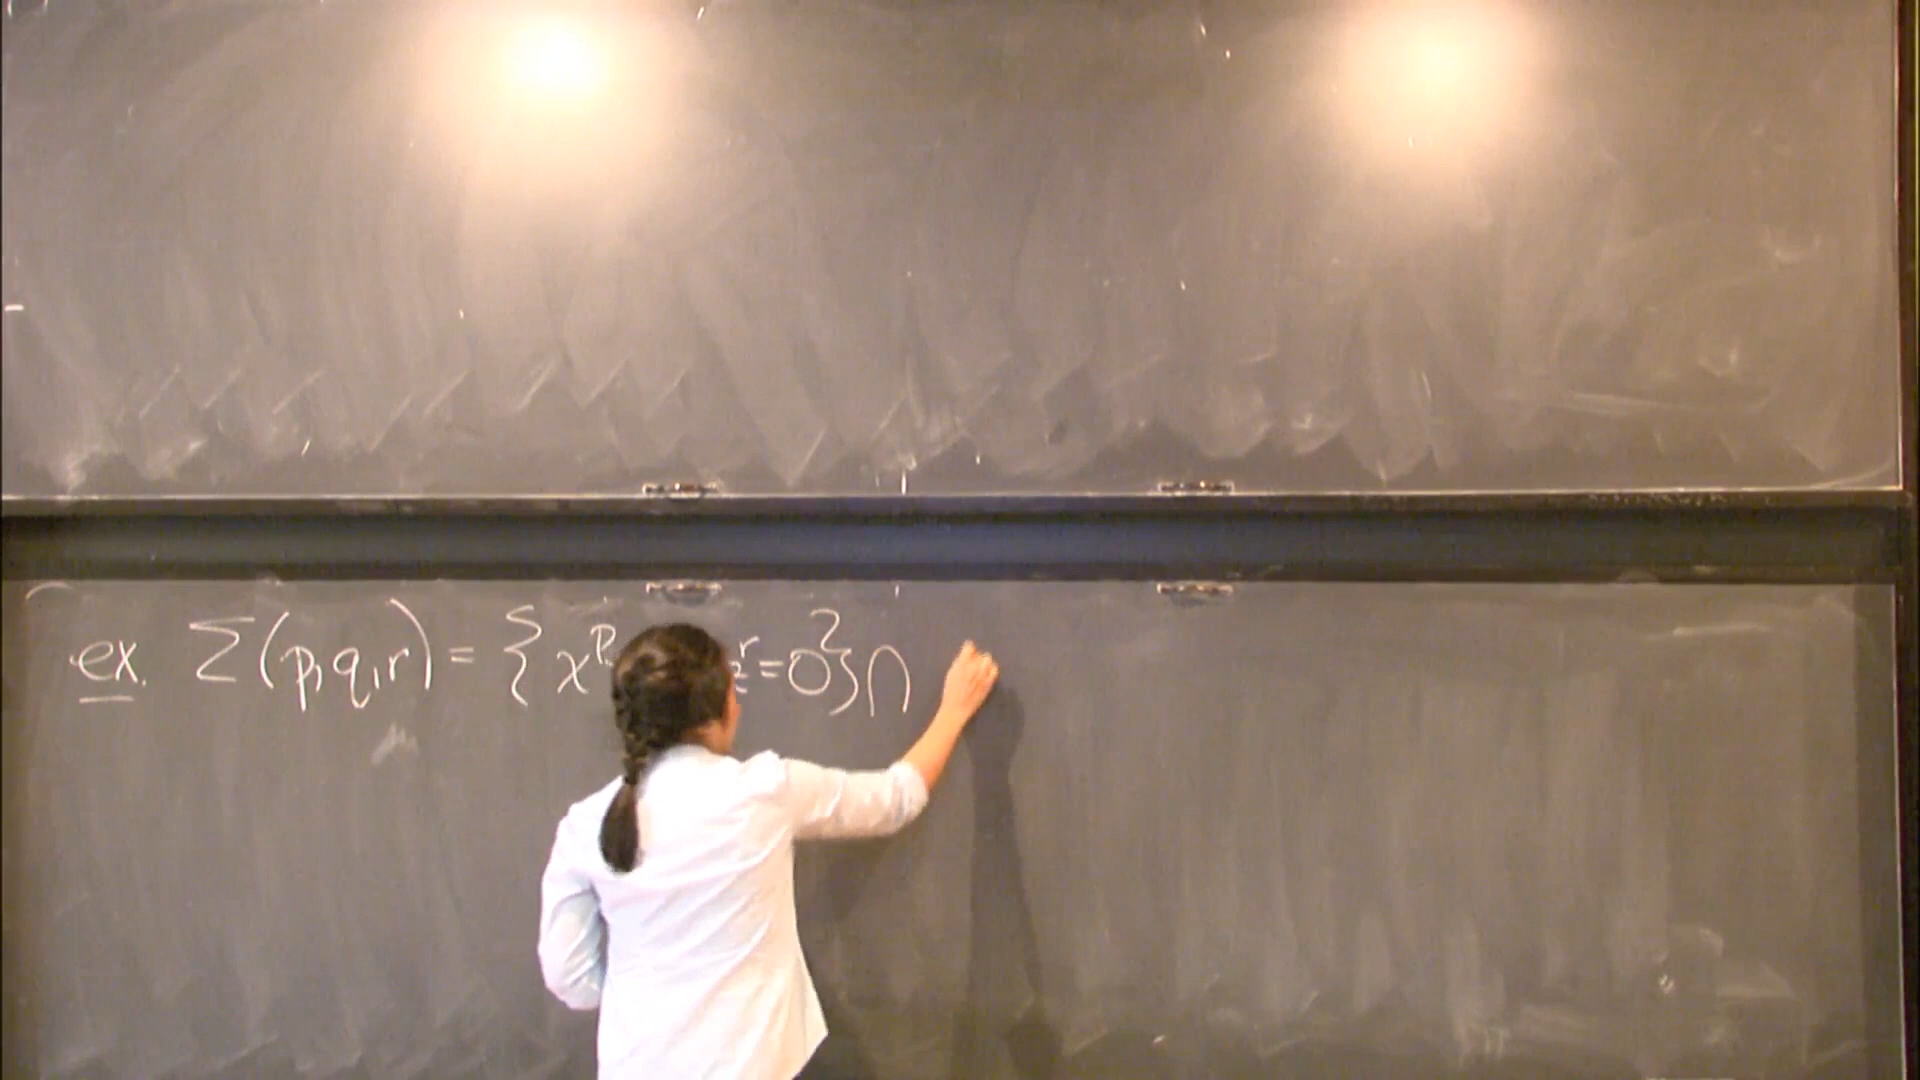 ex. Σ(p,q,r) = { x^p z^r = 0 } ∩